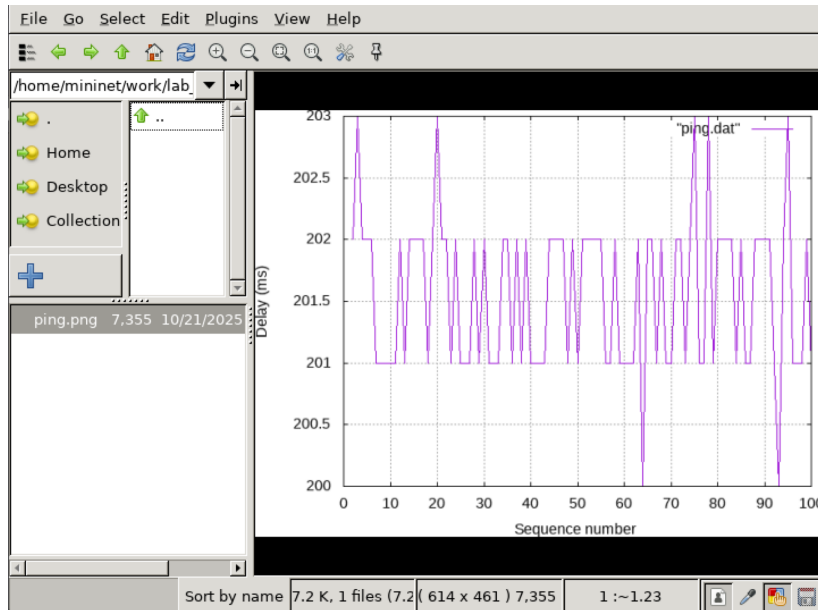 File Go Select Edit Plugins View Help
/home/mininet/work/lab_
.
Home
Desktop
Collection
..
ping.png 7,355 10/21/2025
203
202.5
202
201.5
201
200.5
200
Delay (ms)
"ping.dat"
0 10 20 30 40 50 60 70 80 90 100
Sequence number
Sort by name 7.2 K, 1 files (7.2 ( 614 x 461 ) 7,355 1 :~1.23